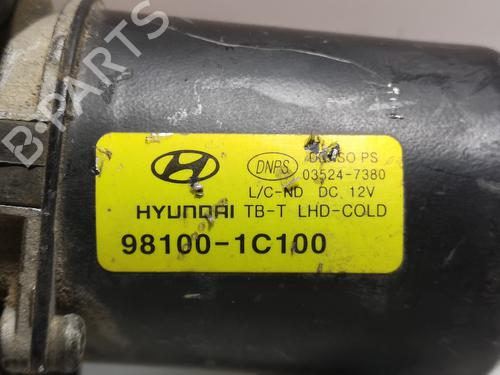 B-PARTS
DNPS DENSO PS
03524-7380
L/C-ND DC 12V
HYUNDAI TB-T LHD-COLD
98100-1C100